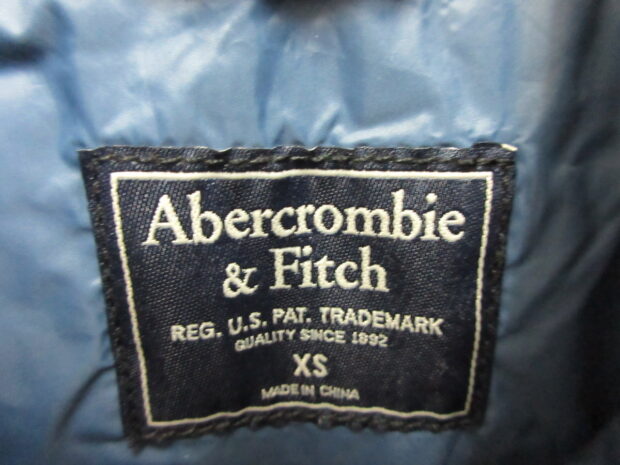 Abercrombie
& Fitch
REG. U.S. PAT. TRADEMARK
QUALITY SINCE 1892
XS
MADE IN CHINA